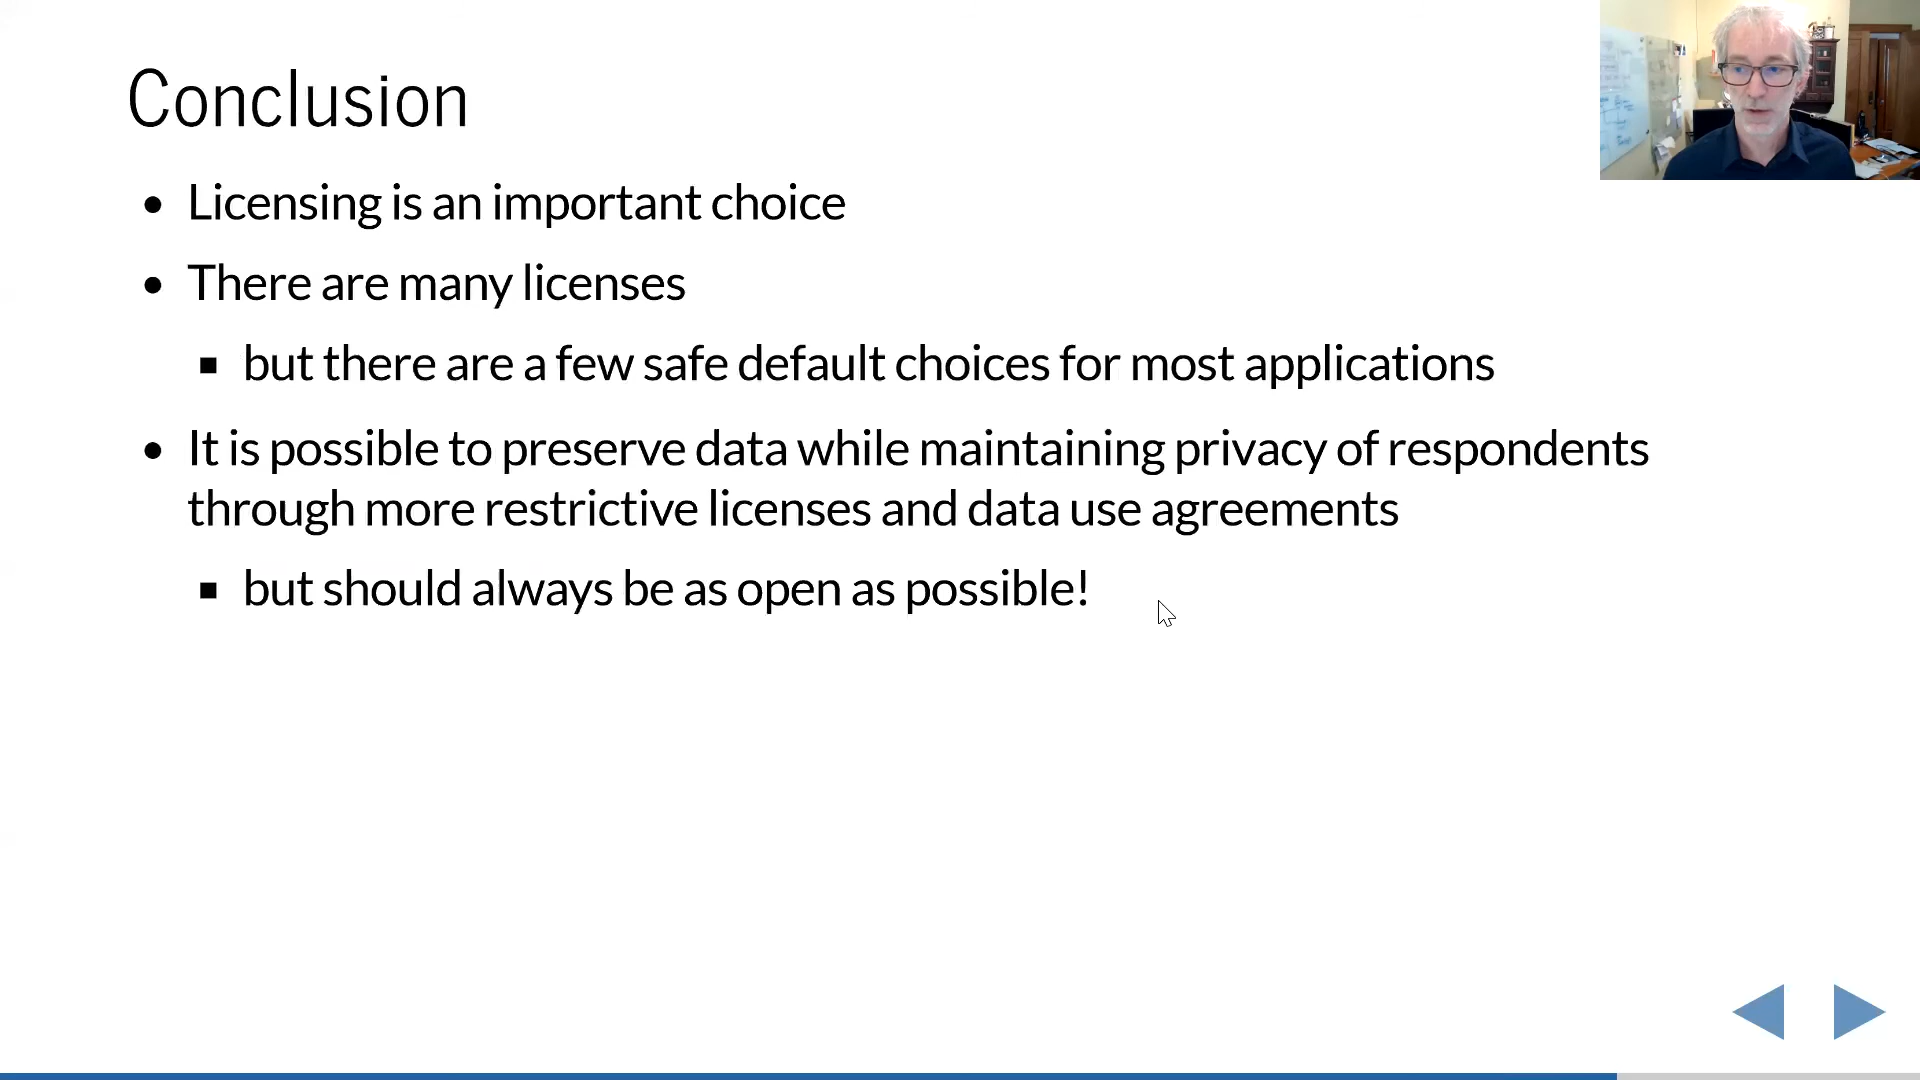 Conclusion
Licensing is an important choice
There are many licenses
but there are a few safe default choices for most applications
It is possible to preserve data while maintaining privacy of respondents
through more restrictive licenses and data use agreements
but should always be as open as possible!